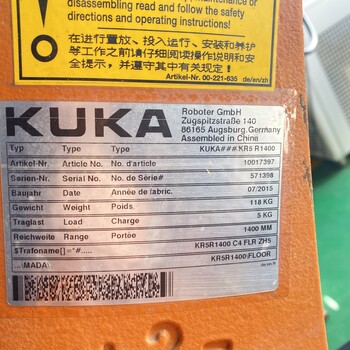 disassembling read and follow the safety
directions and operating instructions!
在进行置放、投入运行、安装和养护
等工作之前请仔细阅读操作说明和安
全提示，并遵守其中有关规定！
Artikel-Nr. 00-221-635 de/en/zh
KUKA
Roboter GmbH
Zugspitzstraße 140
86165 Augsburg,Germany
Assembled in China
Typ Type Type KUKA###KR5 R1400
Artikel-Nr. Article No. No. d'article 10017397
Serien-Nr. Serial No. No. de Série# 571398
Baujahr Date Année de fabric. 07/2015
Gewicht Weight Poids. 118 KG
Traglast Load Charge 5 KG
Reichweite Range Portée 1400 MM
$Trafoname[]="#..... KR5R1400 C4 FLR ZH5
...\MADA\ KR5R1400\FLOOR